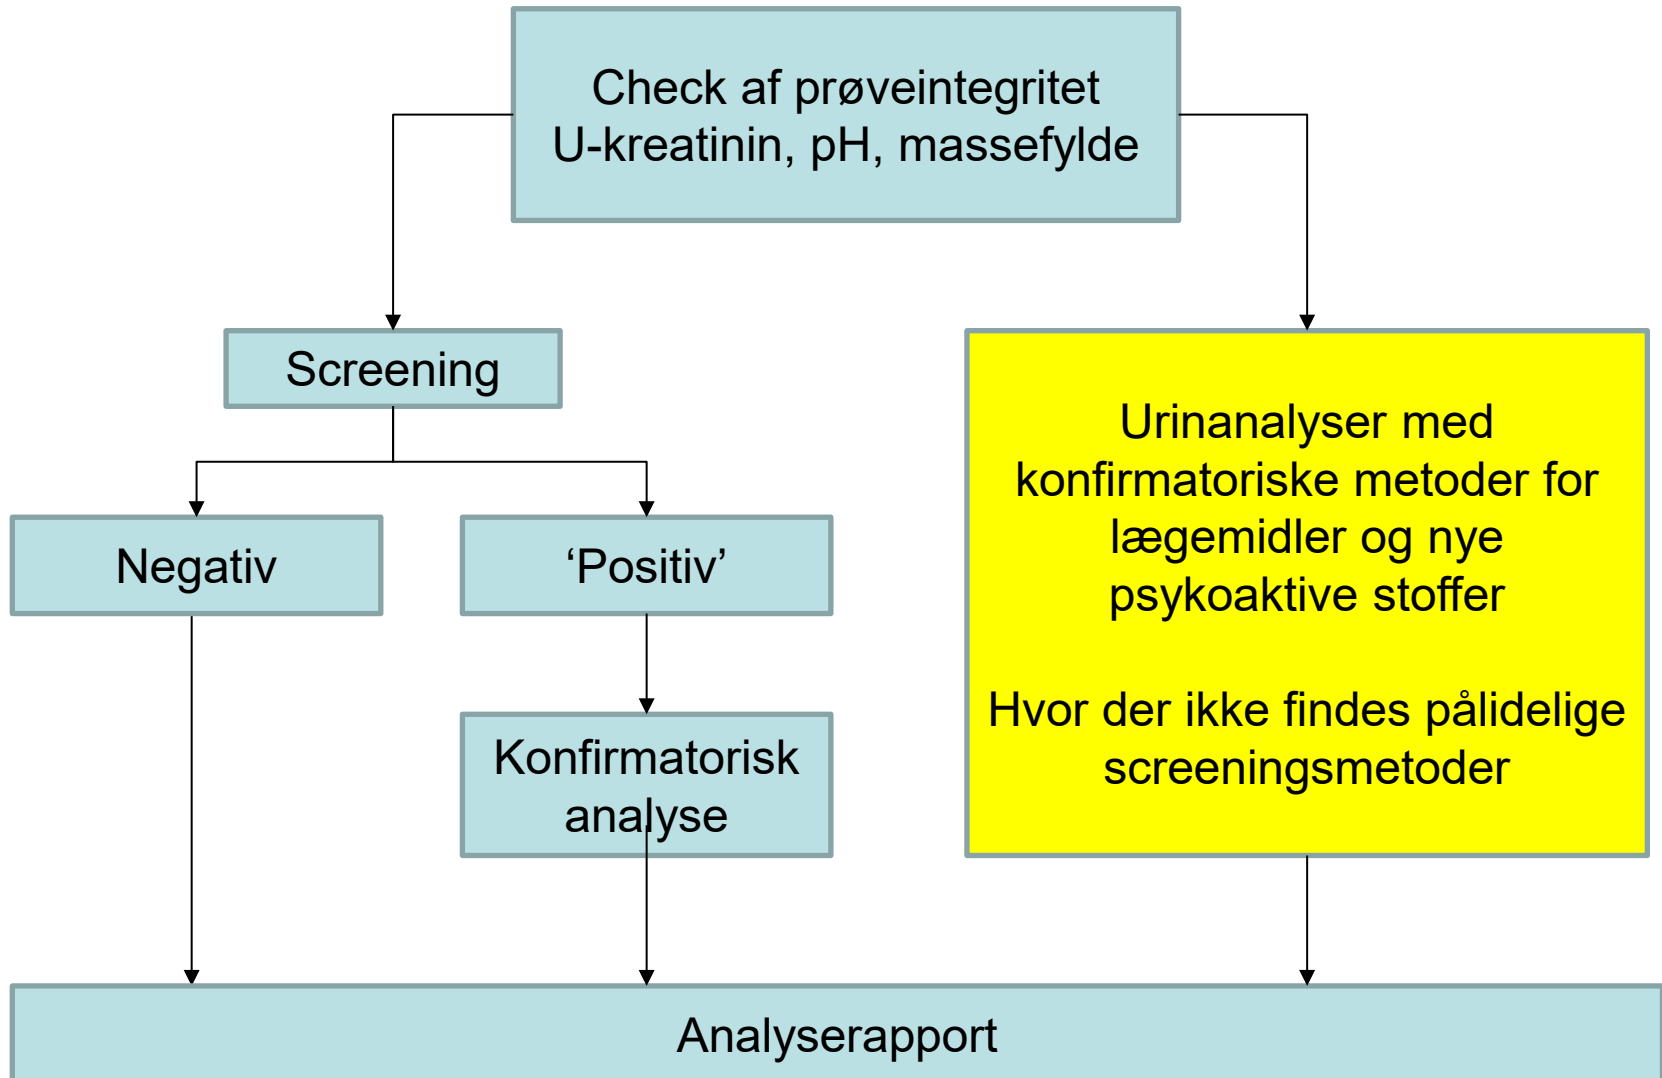 Check af prøveintegritet
U-kreatinin, pH, massefylde
Screening
Negativ
‘Positiv’
Konfirmatorisk
analyse
Urinanalyser med
konfirmatoriske metoder for
lægemidler og nye
psykoaktive stoffer
Hvor der ikke findes pålidelige
screeningsmetoder
Analyserapport